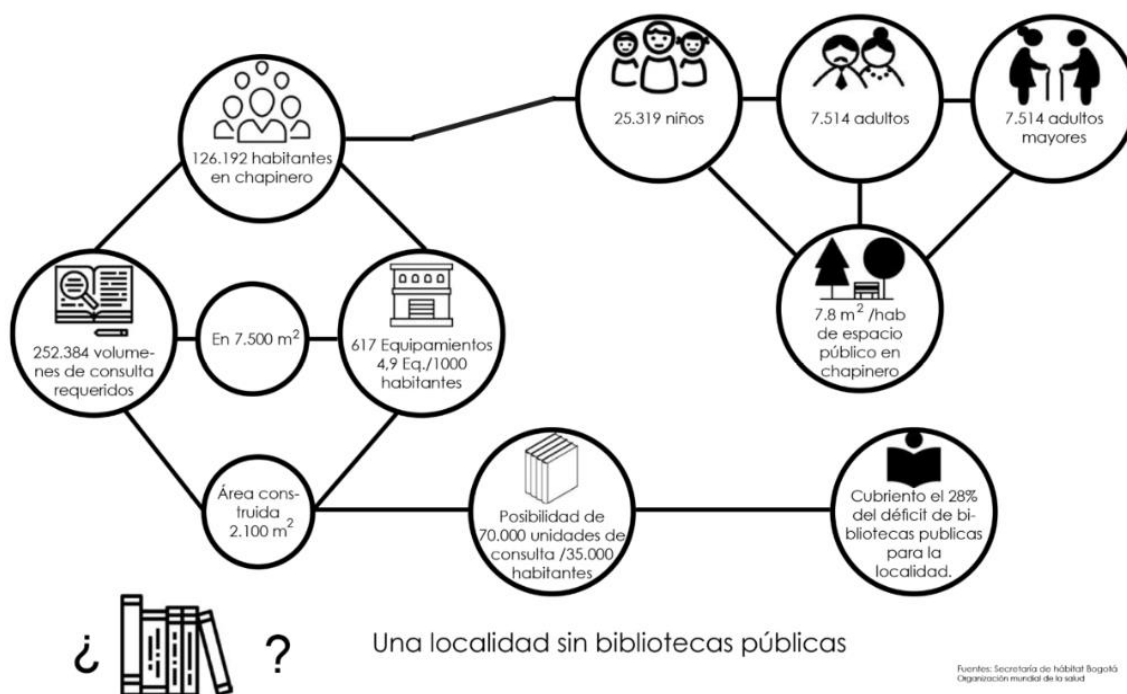 126.192 habitantes
en chapinero
25.319 niños
7.514 adultos
7.514 adultos
mayores
252.384 volume-
nes de consulta
requeridos
En 7.500 m²
617 Equipamientos
4,9 Eq./1000
habitantes
7.8 m² /hab
de espacio
público en
chapinero
Área cons-
truida
2.100 m²
Posibilidad de
70.000 unidades de
consulta /35.000
habitantes
Cubriento el 28%
del déficit de bi-
bliotecas publicas
para la
localidad.
¿ ?
Una localidad sin bibliotecas públicas
Fuentes: Secretaría de hábitat Bogotá
Organización mundial de la salud